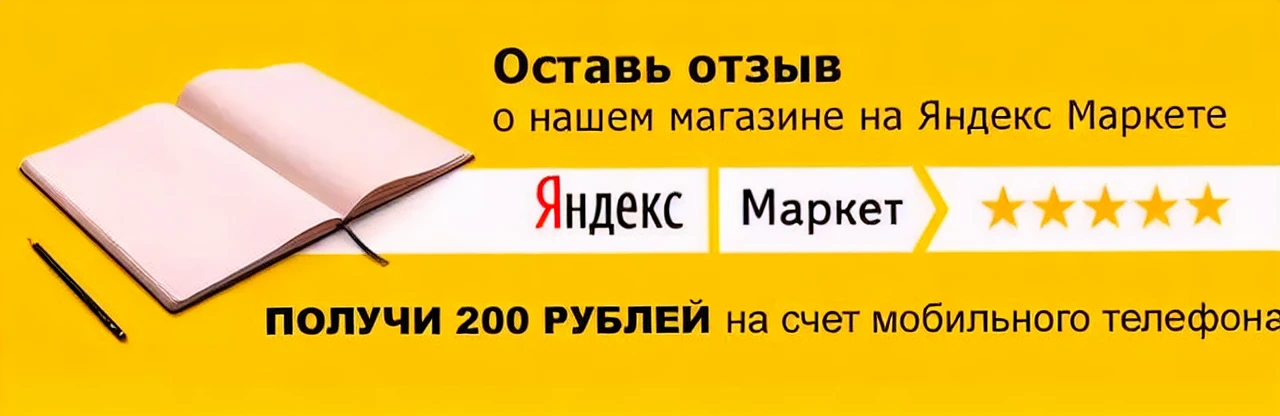 Оставь отзыв
о нашем магазине на Яндекс Маркете
Яндекс Маркет
ПОЛУЧИ 200 РУБЛЕЙ на счет мобильного телефона